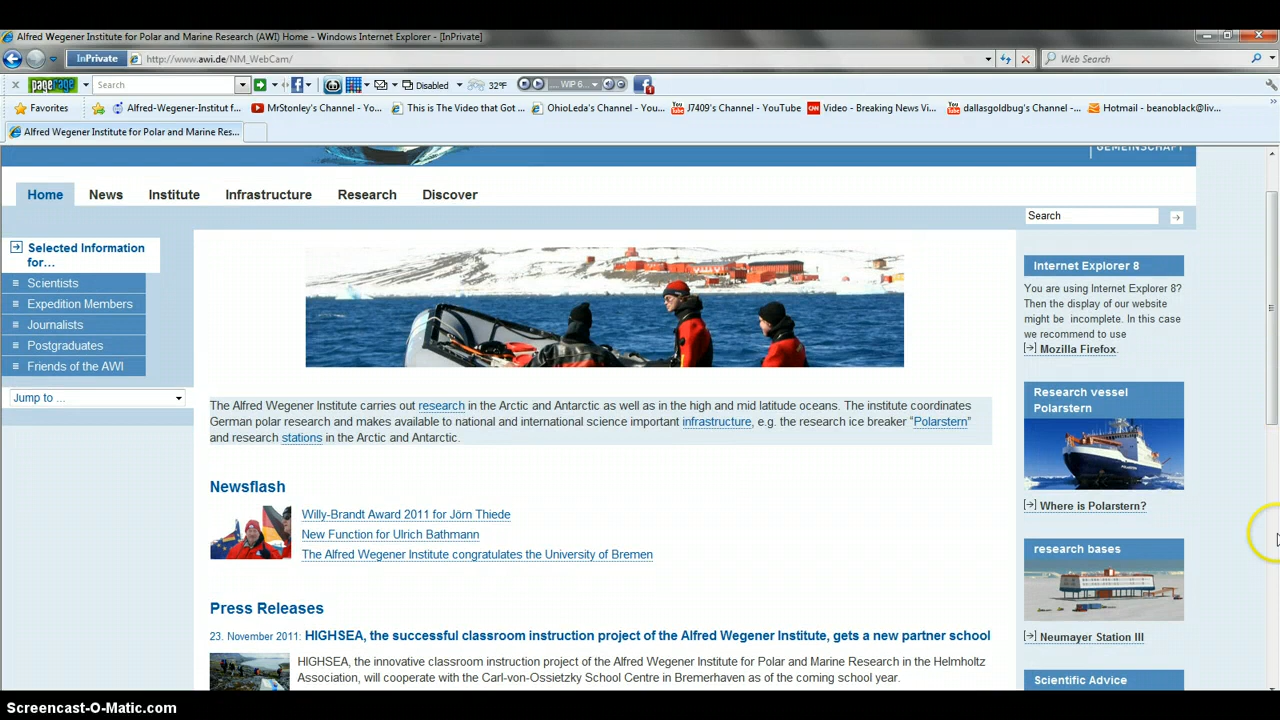 Alfred Wegener Institute for Polar and Marine Research (AWI) Home - Windows Internet Explorer - [InPrivate]
InPrivate http://www.awi.de/NM_WebCam/ Web Search
Search Disabled 32°F WIP 6...
Favorites Alfred-Wegener-Institut f... MrStonley's Channel - Yo... This is The Video that Got ... OhioLeda's Channel - You... J7409's Channel - YouTube Video - Breaking News Vi... dallasgoldbug's Channel -... Hotmail - beanoblack@liv...
Alfred Wegener Institute for Polar and Marine Res...
GEMEINSCHAFT
Home News Institute Infrastructure Research Discover
Search
Selected Information
for...
Scientists
Expedition Members
Journalists
Postgraduates
Friends of the AWI
Jump to ...
The Alfred Wegener Institute carries out research in the Arctic and Antarctic as well as in the high and mid latitude oceans. The institute coordinates
German polar research and makes available to national and international science important infrastructure, e.g. the research ice breaker “Polarstern”
and research stations in the Arctic and Antarctic.
Newsflash
Willy-Brandt Award 2011 for Jörn Thiede
New Function for Ulrich Bathmann
The Alfred Wegener Institute congratulates the University of Bremen
Press Releases
23. November 2011: HIGHSEA, the successful classroom instruction project of the Alfred Wegener Institute, gets a new partner school
HIGHSEA, the innovative classroom instruction project of the Alfred Wegener Institute for Polar and Marine Research in the Helmholtz
Association, will cooperate with the Carl-von-Ossietzky School Centre in Bremerhaven as of the coming school year.
Internet Explorer 8
You are using Internet Explorer 8?
Then the display of our website
might be incomplete. In this case
we recommend to use
Mozilla Firefox.
Research vessel
Polarstern
Where is Polarstern?
research bases
Neumayer Station III
Scientific Advice
Screencast-O-Matic.com